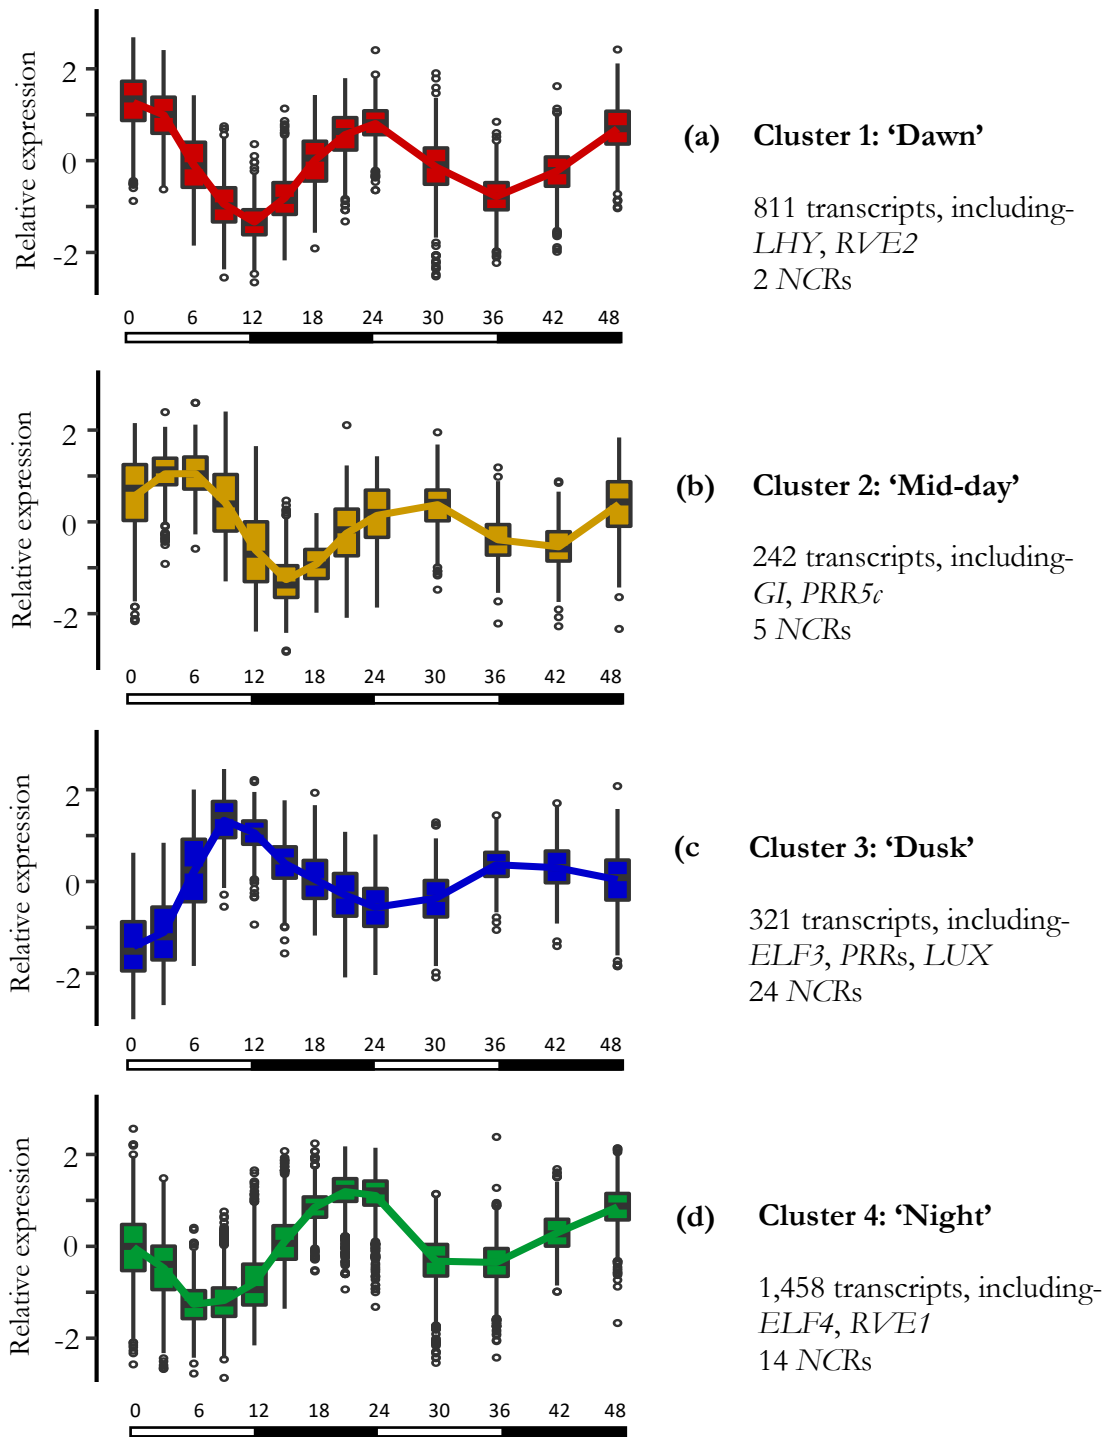 Relative expression
2
0
-2
0 6 12 18 24 30 36 42 48
(a) Cluster 1: ‘Dawn’
811 transcripts, including-
LHY, RVE2
2 NCRs
Relative expression
2
0
-2
0 6 12 18 24 30 36 42 48
(b) Cluster 2: ‘Mid-day’
242 transcripts, including-
GI, PRR5c
5 NCRs
Relative expression
2
0
-2
0 6 12 18 24 30 36 42 48
(c Cluster 3: ‘Dusk’
321 transcripts, including-
ELF3, PRRs, LUX
24 NCRs
Relative expression
2
0
-2
0 6 12 18 24 30 36 42 48
(d) Cluster 4: ‘Night’
1,458 transcripts, including-
ELF4, RVE1
14 NCRs